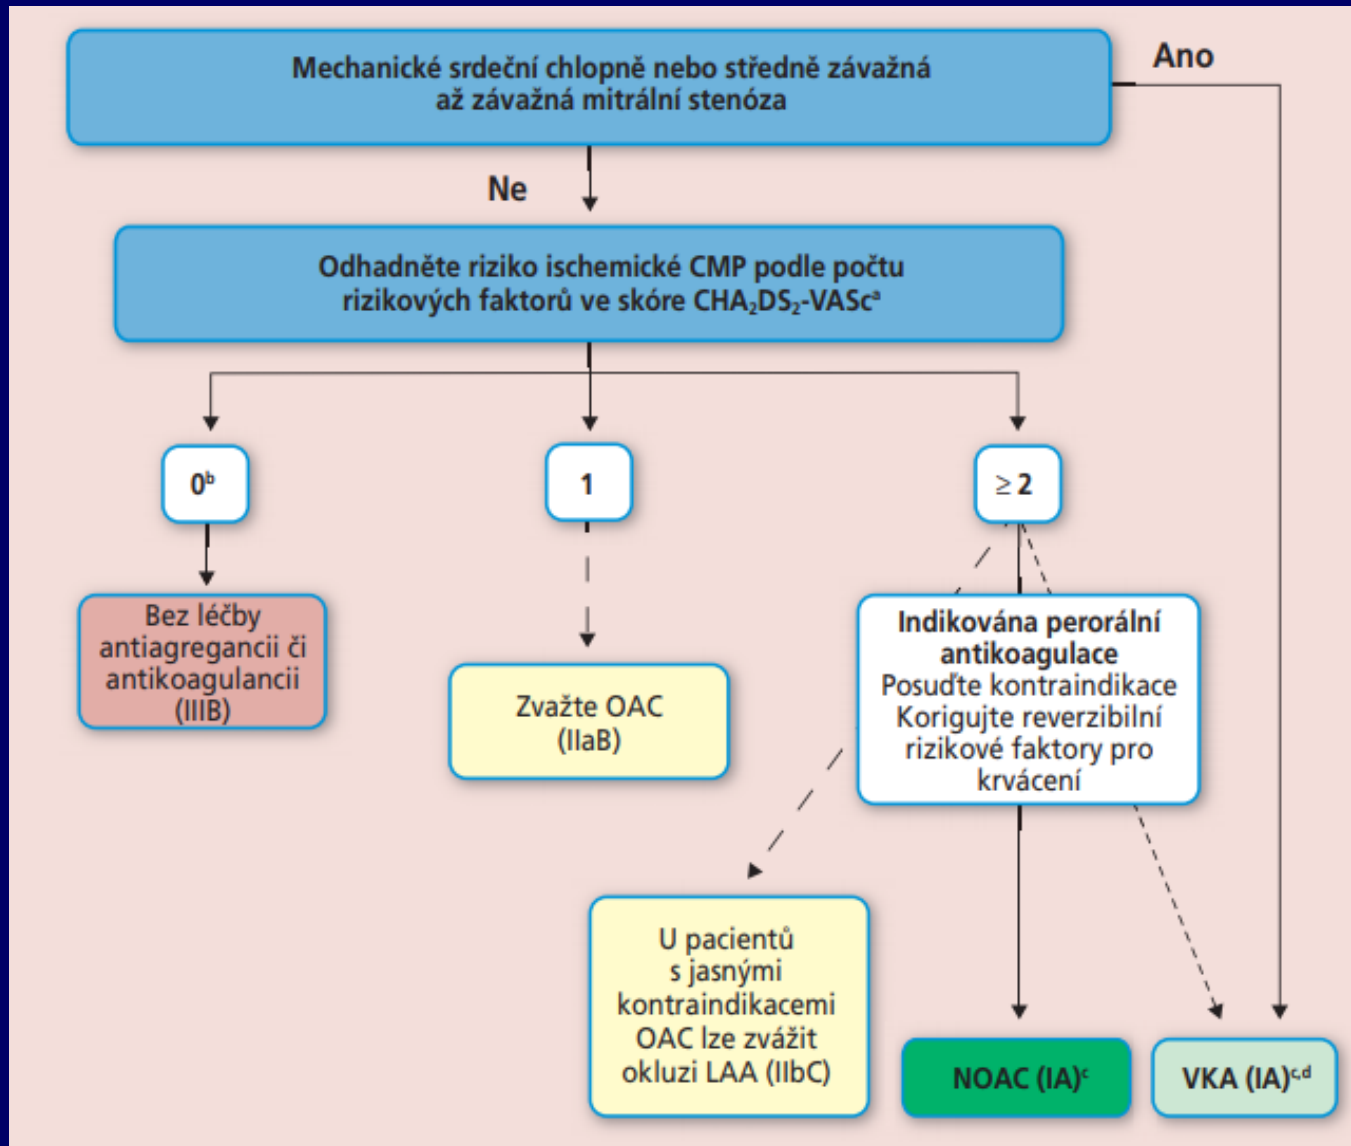 Mechanické srdeční chlopně nebo středně závažná
až závažná mitrální stenóza
Ano
Ne
Odhadněte riziko ischemické CMP podle počtu
rizikových faktorů ve skóre CHA₂DS₂-VAScᵃ
0ᵇ
1
≥ 2
Bez léčby
antiagregancii či
antikoagulancii
(IIIB)
Zvažte OAC
(IIaB)
Indikována perorální
antikoagulace
Posuďte kontraindikace
Korigujte reverzibilní
rizikové faktory pro
krvácení
U pacientů
s jasnými
kontraindikacemi
OAC lze zvážit
okluzi LAA (IIbC)
NOAC (IA)ᶜ
VKA (IA)ᶜ,ᵈ